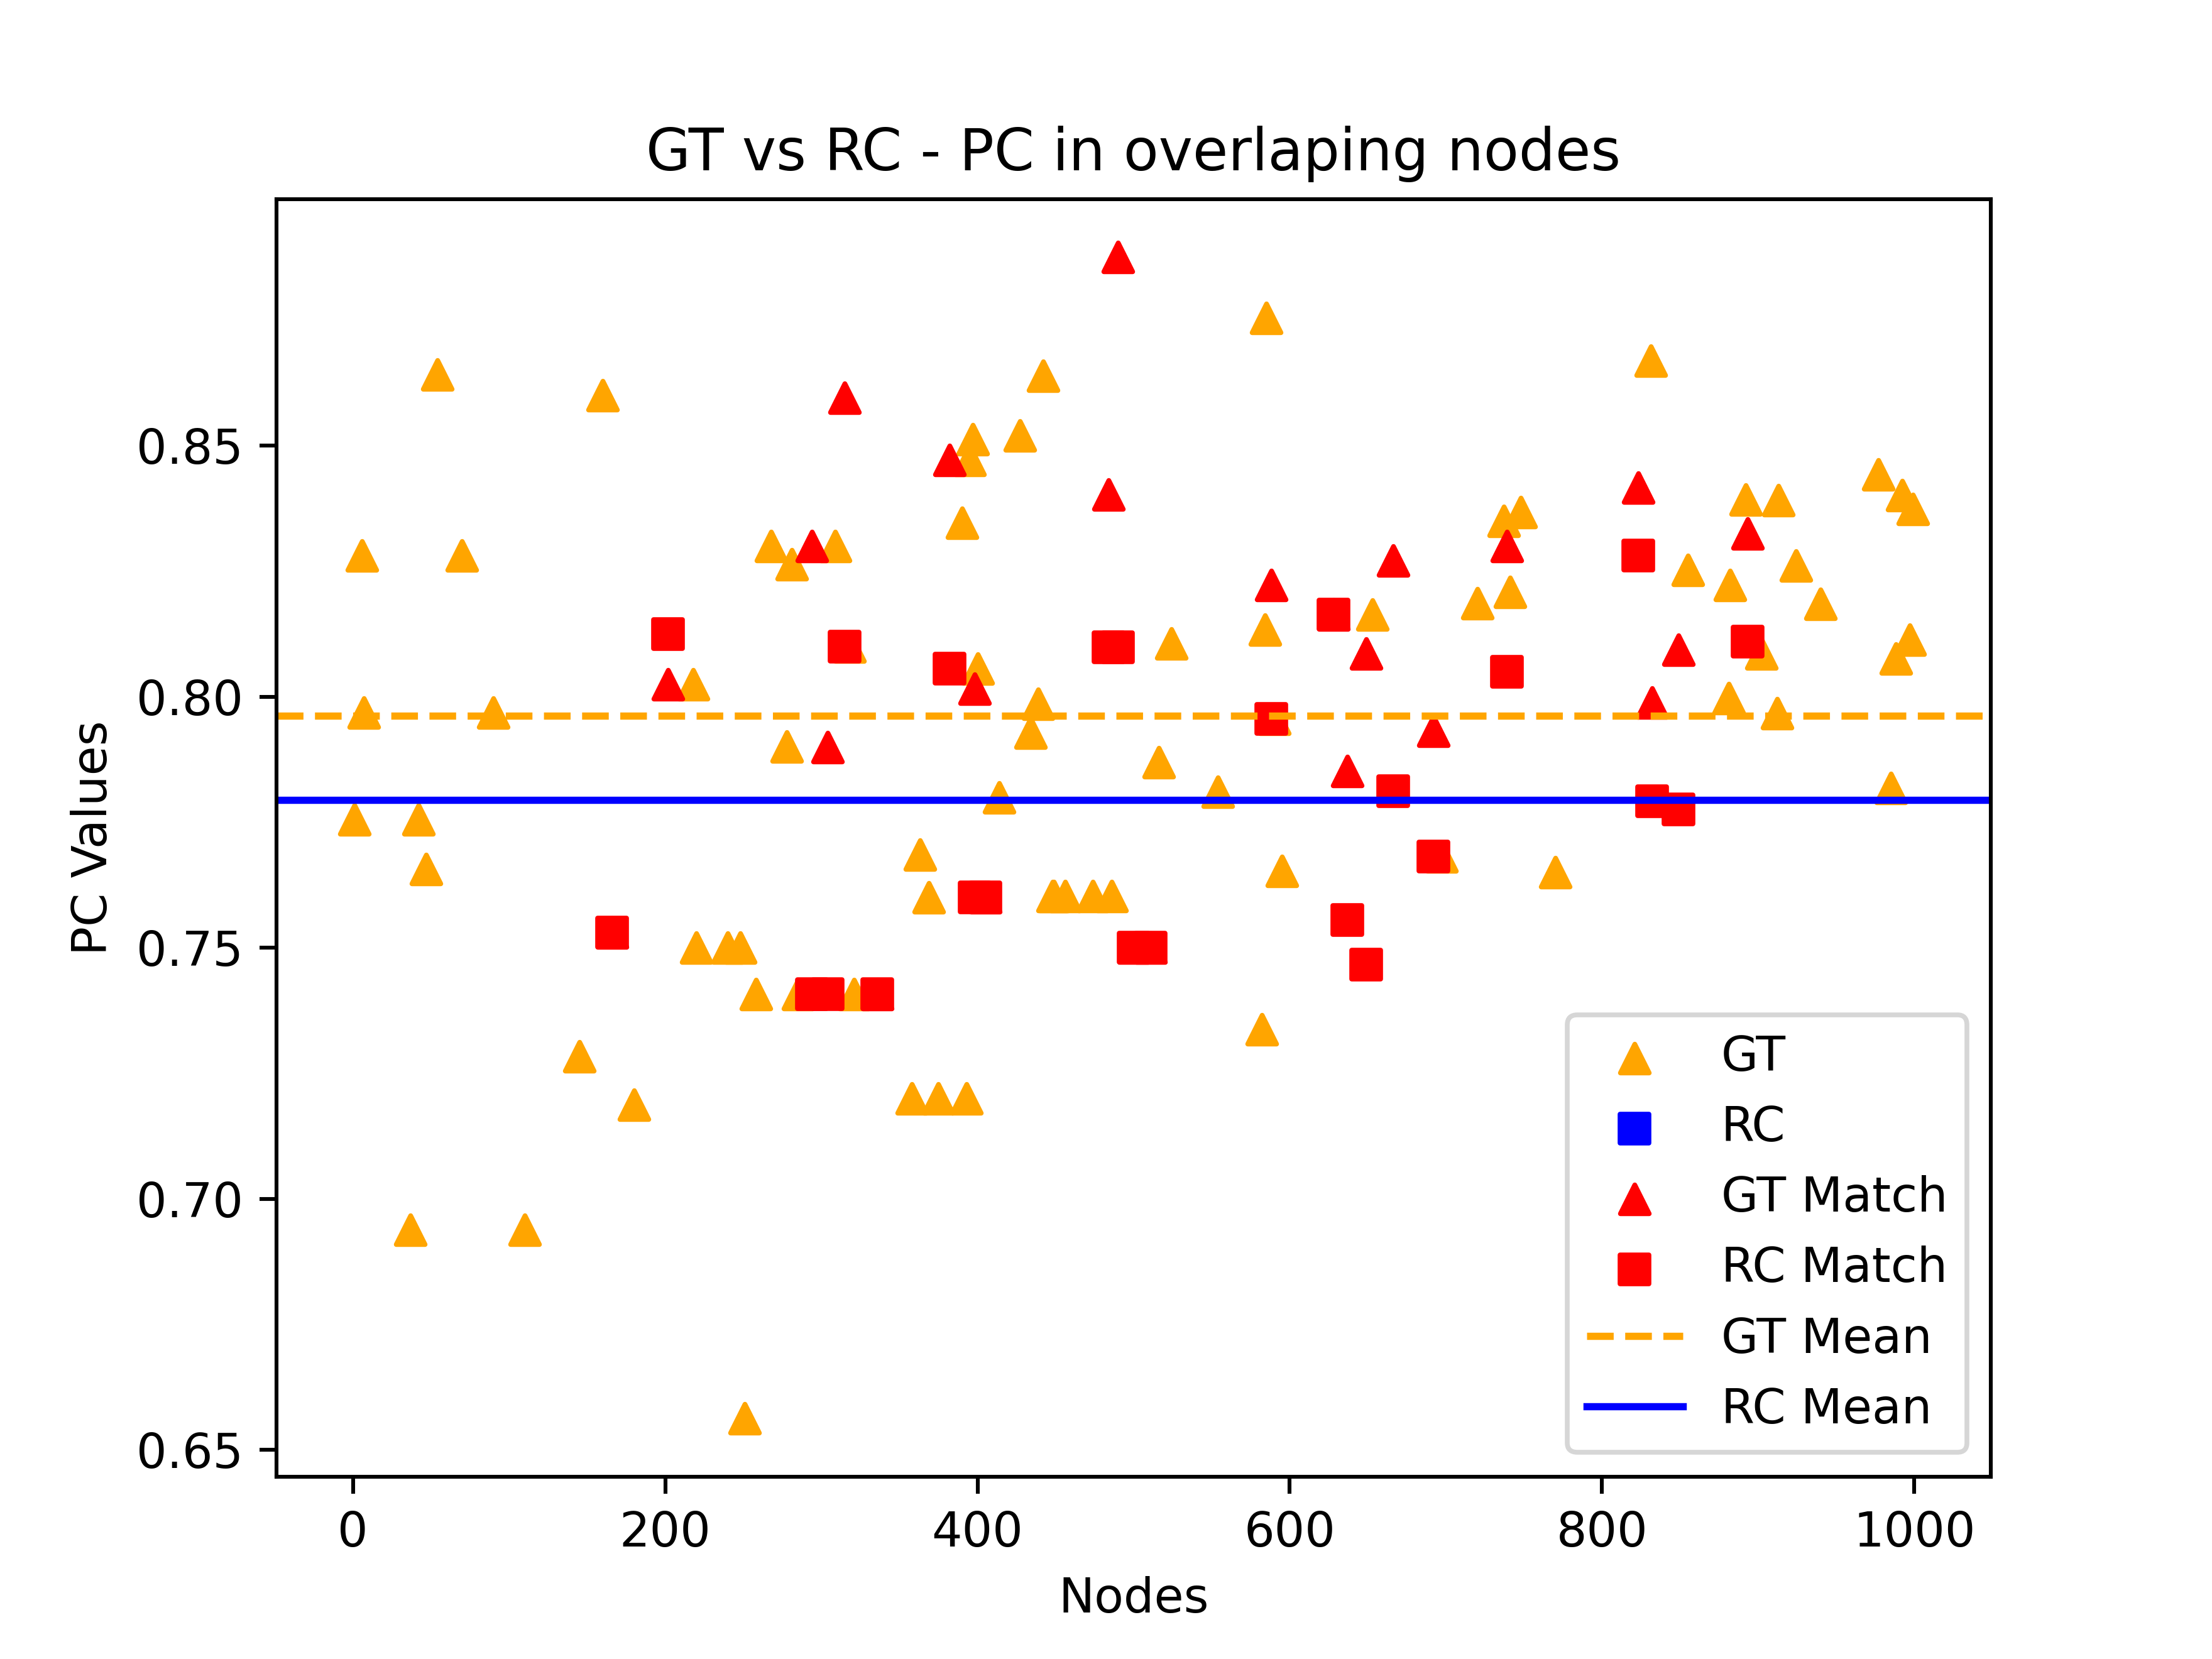 GT vs RC - PC in overlaping nodes
PC Values
0.85
0.80
0.75
0.70
0.65
GT
RC
GT Match
RC Match
GT Mean
RC Mean
0 200 400 600 800 1000
Nodes